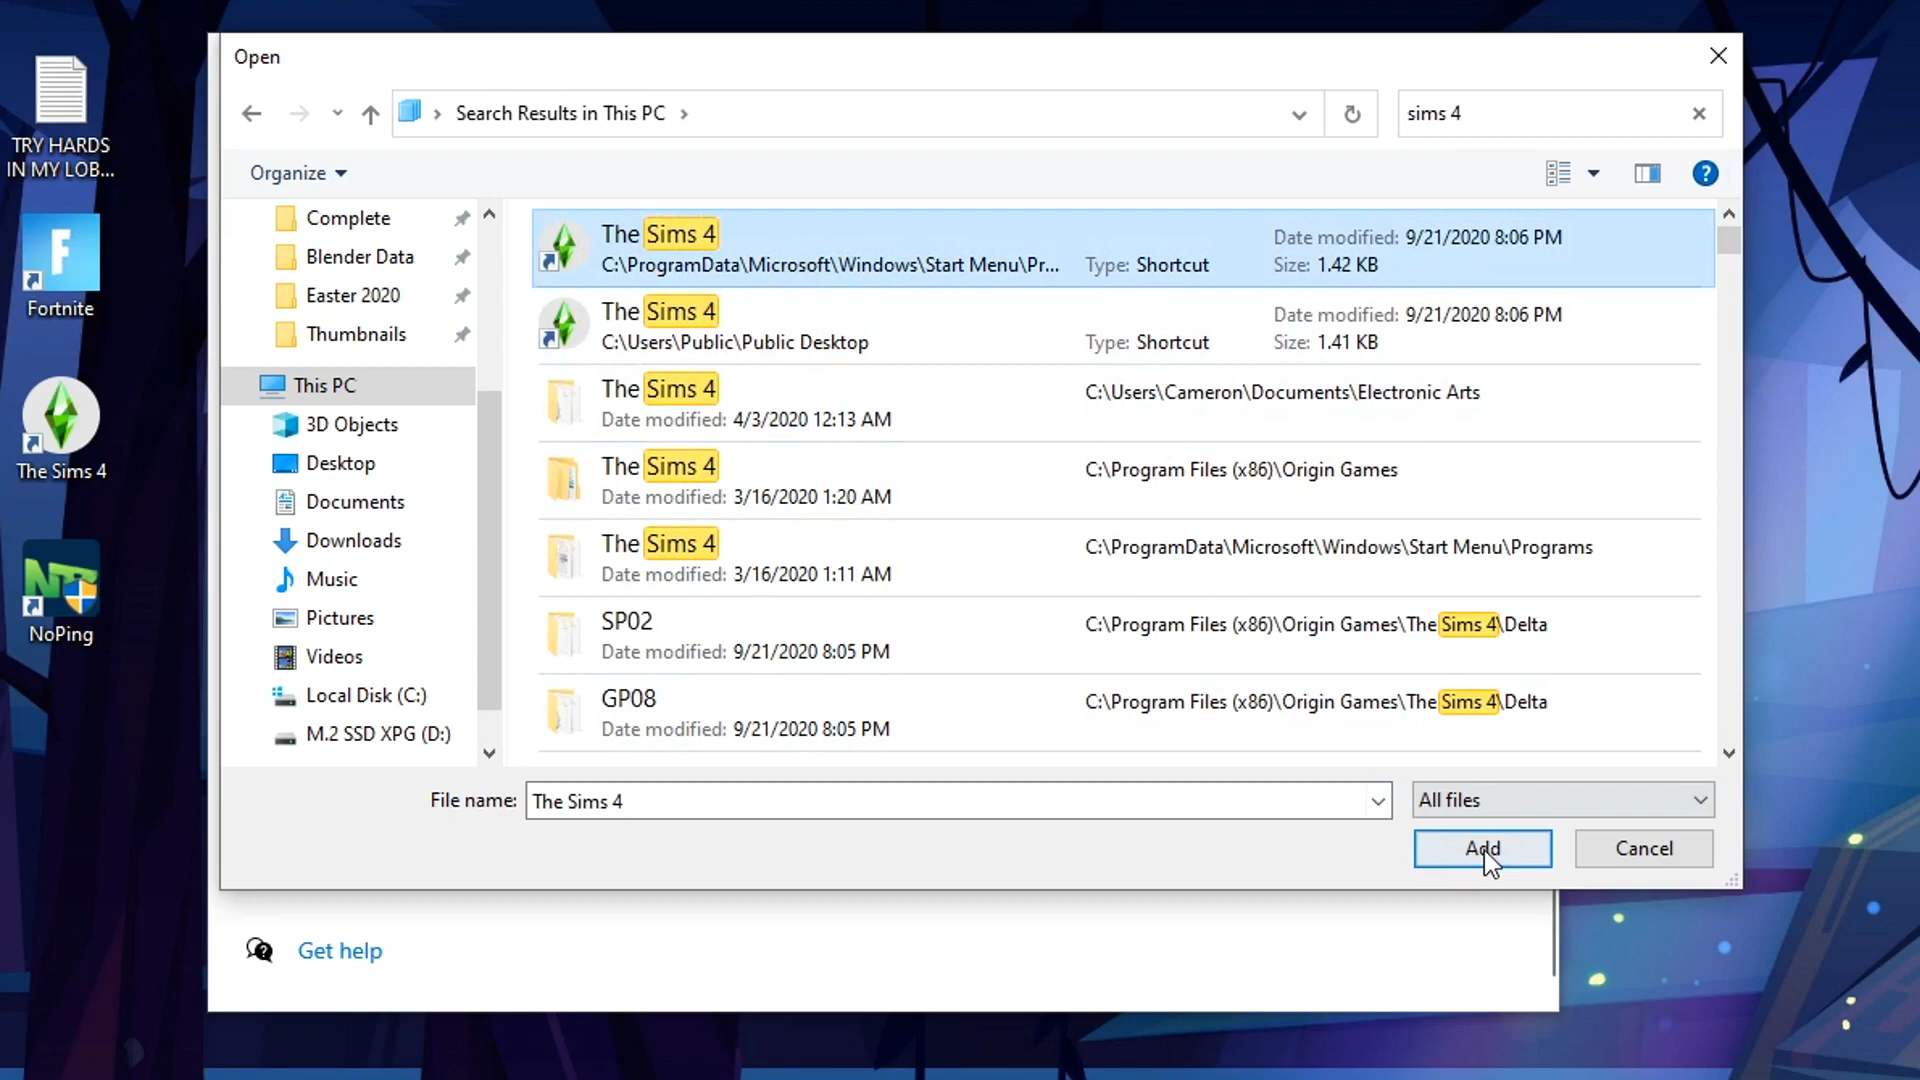 TRY HARDS
IN MY LOB...
Fortnite
The Sims 4
NoPing
Open
Search Results in This PC
sims 4
Organize
Complete
Blender Data
Easter 2020
Thumbnails
This PC
3D Objects
Desktop
Documents
Downloads
Music
Pictures
Videos
Local Disk (C:)
M.2 SSD XPG (D:)
The Sims 4
C:\ProgramData\Microsoft\Windows\Start Menu\Pr...
Type: Shortcut
Date modified: 9/21/2020 8:06 PM
Size: 1.42 KB
The Sims 4
C:\Users\Public\Public Desktop
Type: Shortcut
Date modified: 9/21/2020 8:06 PM
Size: 1.41 KB
The Sims 4
Date modified: 4/3/2020 12:13 AM
C:\Users\Cameron\Documents\Electronic Arts
The Sims 4
Date modified: 3/16/2020 1:20 AM
C:\Program Files (x86)\Origin Games
The Sims 4
Date modified: 3/16/2020 1:11 AM
C:\ProgramData\Microsoft\Windows\Start Menu\Programs
SP02
Date modified: 9/21/2020 8:05 PM
C:\Program Files (x86)\Origin Games\The Sims 4\Delta
GP08
Date modified: 9/21/2020 8:05 PM
C:\Program Files (x86)\Origin Games\The Sims 4\Delta
File name: The Sims 4
All files
Add
Cancel
Get help